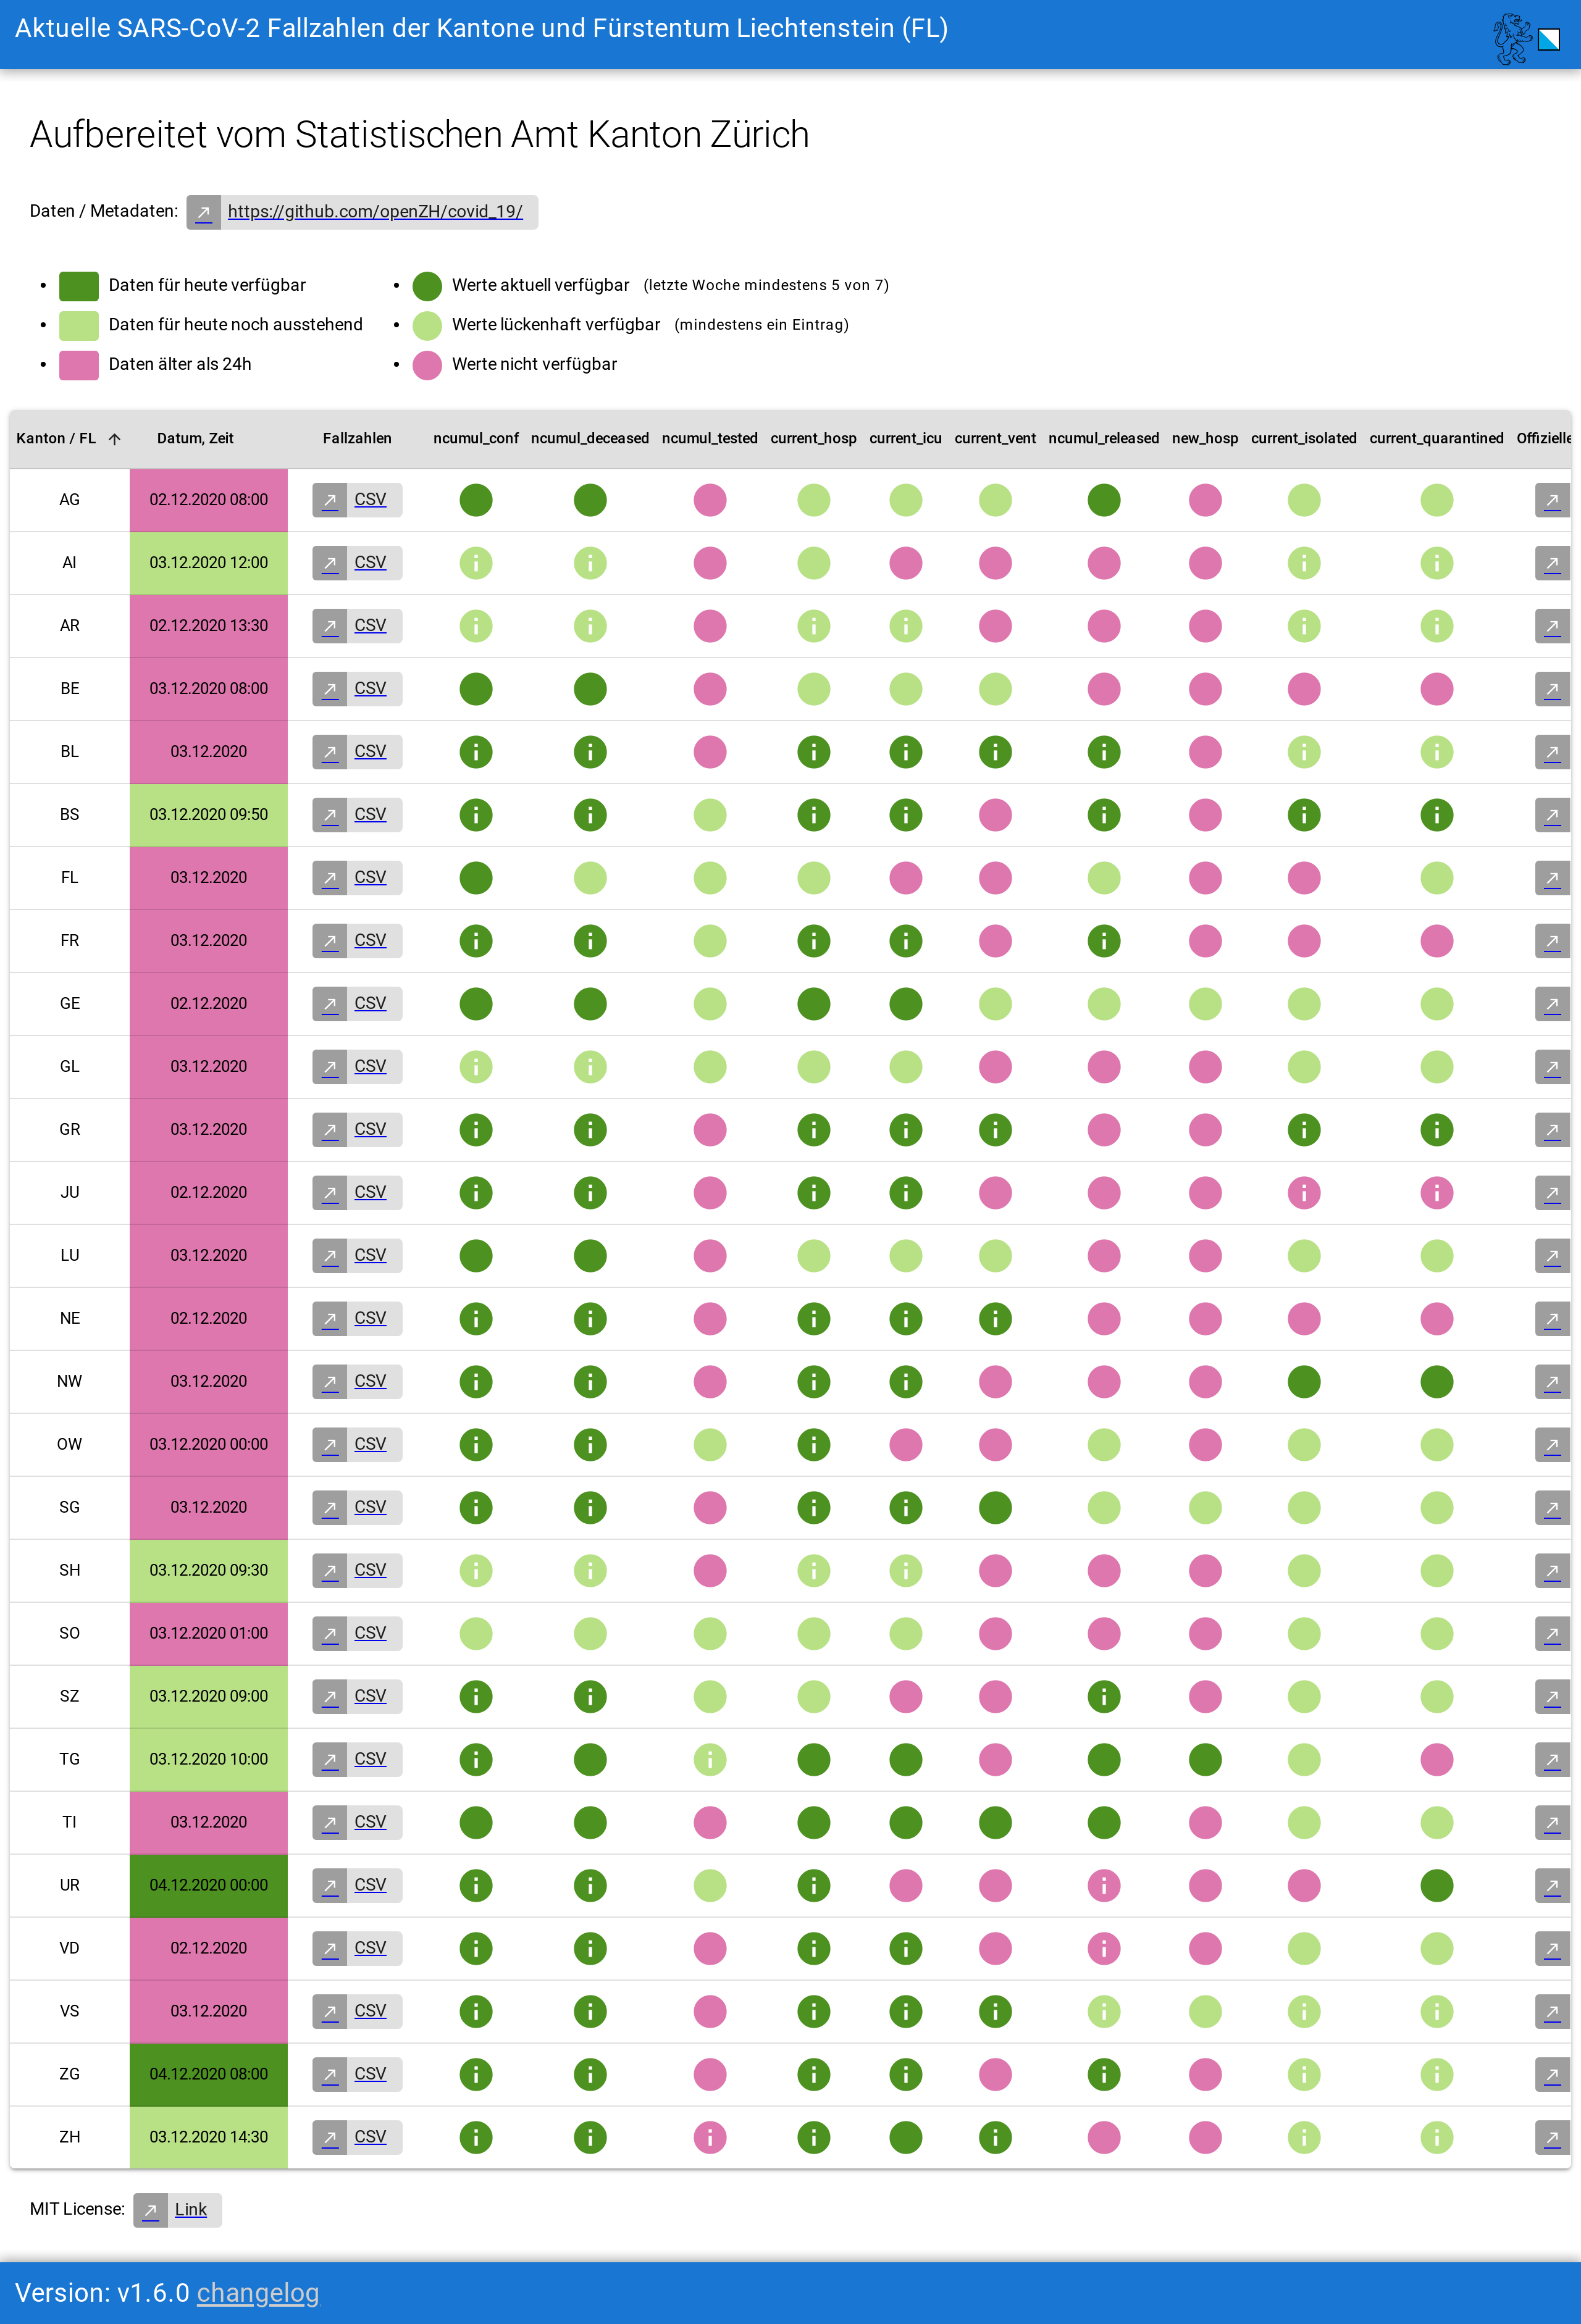 Aktuelle SARS-CoV-2 Fallzahlen der Kantone und Fürstentum Liechtenstein (FL)
Aufbereitet vom Statistischen Amt Kanton Zürich
Daten / Metadaten: https://github.com/openZH/covid_19/
Daten für heute verfügbar
Daten für heute noch ausstehend
Daten älter als 24h
Werte aktuell verfügbar (letzte Woche mindestens 5 von 7)
Werte lückenhaft verfügbar (mindestens ein Eintrag)
Werte nicht verfügbar
Kanton / FL Datum, Zeit Fallzahlen ncumul_conf ncumul_deceased ncumul_tested current_hosp current_icu current_vent ncumul_released new_hosp current_isolated current_quarantined Offizielle
AG 02.12.2020 08:00 CSV
AI 03.12.2020 12:00 CSV
AR 02.12.2020 13:30 CSV
BE 03.12.2020 08:00 CSV
BL 03.12.2020 CSV
BS 03.12.2020 09:50 CSV
FL 03.12.2020 CSV
FR 03.12.2020 CSV
GE 02.12.2020 CSV
GL 03.12.2020 CSV
GR 03.12.2020 CSV
JU 02.12.2020 CSV
LU 03.12.2020 CSV
NE 02.12.2020 CSV
NW 03.12.2020 CSV
OW 03.12.2020 00:00 CSV
SG 03.12.2020 CSV
SH 03.12.2020 09:30 CSV
SO 03.12.2020 01:00 CSV
SZ 03.12.2020 09:00 CSV
TG 03.12.2020 10:00 CSV
TI 03.12.2020 CSV
UR 04.12.2020 00:00 CSV
VD 02.12.2020 CSV
VS 03.12.2020 CSV
ZG 04.12.2020 08:00 CSV
ZH 03.12.2020 14:30 CSV
MIT License: Link
Version: v1.6.0 changelog